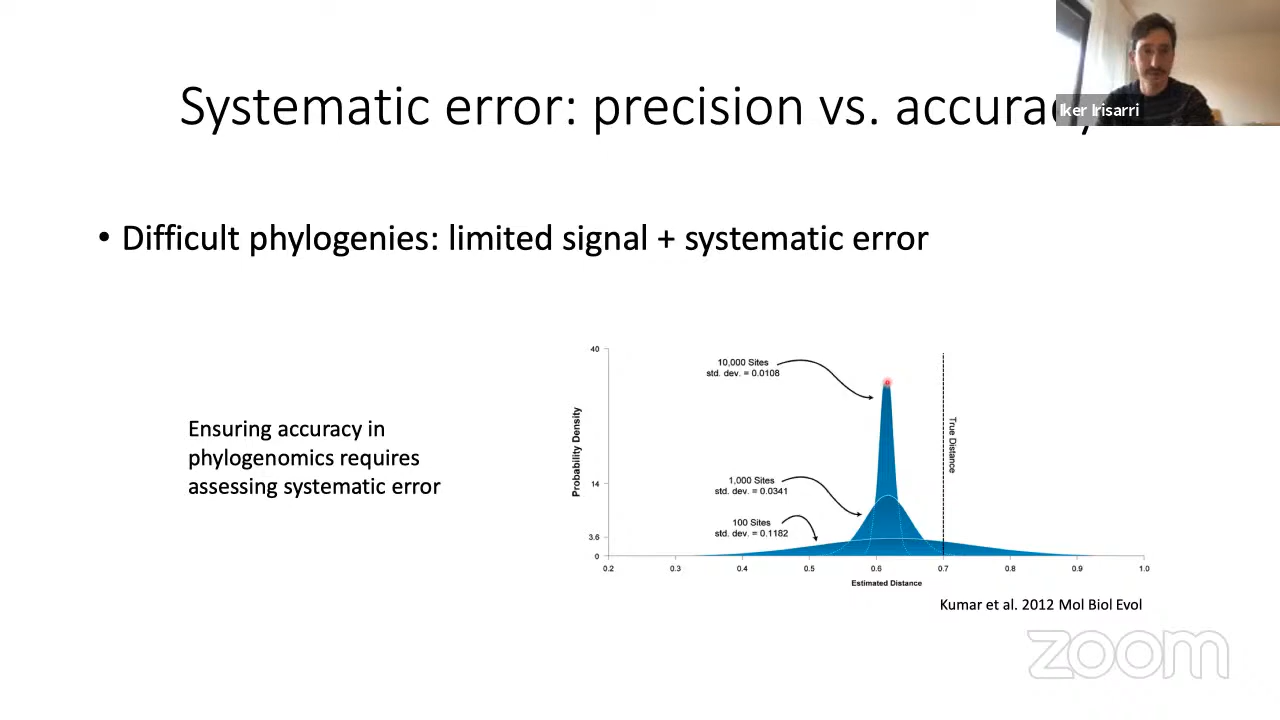 Iker Irisarri
Systematic error: precision vs. accuracy
• Difficult phylogenies: limited signal + systematic error
Ensuring accuracy in
phylogenomics requires
assessing systematic error
40
14
3.6
0
Probability Density
10,000 Sites
std. dev. = 0.0108
1,000 Sites
std. dev. = 0.0341
100 Sites
std. dev. = 0.1182
True Distance
0.2 0.3 0.4 0.5 0.6 0.7 0.8 0.9 1.0
Estimated Distance
Kumar et al. 2012 Mol Biol Evol
zoom